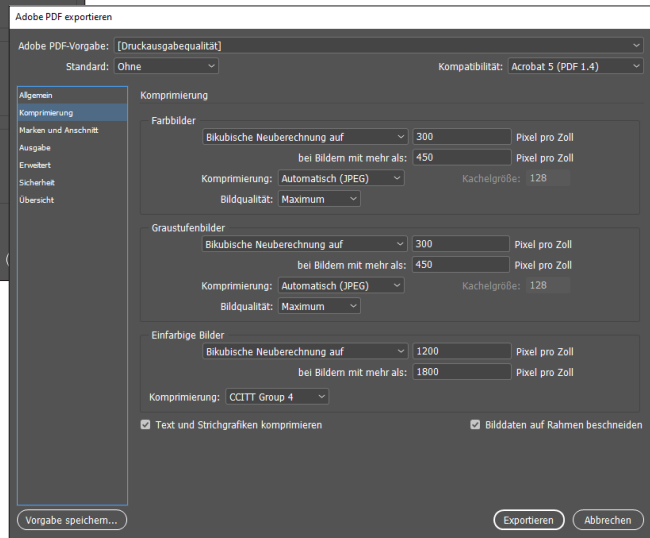 Adobe PDF exportieren
Adobe PDF-Vorgabe: [Druckausgabequalität]
Standard: Ohne Kompatibilität: Acrobat 5 (PDF 1.4)
Allgemein
Komprimierung
Marken und Anschnitt
Ausgabe
Erweitert
Sicherheit
Übersicht
Komprimierung
Farbbilder
Bikubische Neuberechnung auf 300 Pixel pro Zoll
bei Bildern mit mehr als: 450 Pixel pro Zoll
Komprimierung: Automatisch (JPEG) Kachelgröße: 128
Bildqualität: Maximum
Graustufenbilder
Bikubische Neuberechnung auf 300 Pixel pro Zoll
bei Bildern mit mehr als: 450 Pixel pro Zoll
Komprimierung: Automatisch (JPEG) Kachelgröße: 128
Bildqualität: Maximum
Einfarbige Bilder
Bikubische Neuberechnung auf 1200 Pixel pro Zoll
bei Bildern mit mehr als: 1800 Pixel pro Zoll
Komprimierung: CCITT Group 4
Text und Strichgrafiken komprimieren Bilddaten auf Rahmen beschneiden
Vorgabe speichern... Exportieren Abbrechen